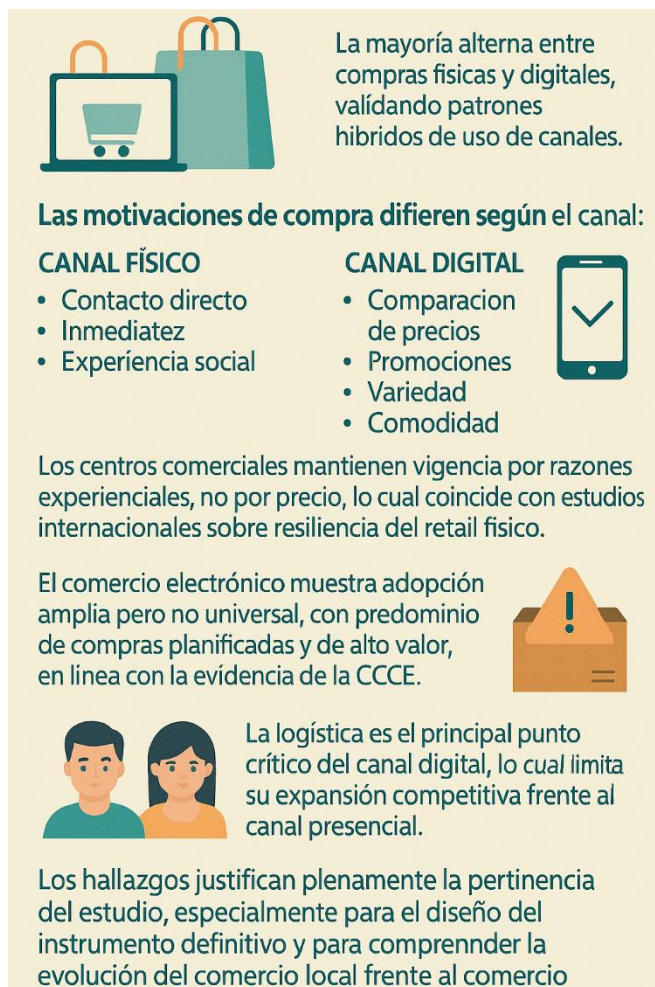 La mayoría alterna entre
compras fisicas y digitales,
valídando patrones
hibridos de uso de canales.
Las motivaciones de compra difieren según el canal:
CANAL FÍSICO
• Contacto directo
• Inmediatez
• Experíencia social
CANAL DIGITAL
• Comparacion
de precios
• Promociones
• Variedad
• Comodidad
Los centros comerciales mantienen vigencia por razones
experienciales, no por precio, lo cual coincide con estudios
internacionales sobre resiliencia del retail fisico.
El comercio electrónico muestra adopción
amplia pero no universal, con predominio
de compras planificadas y de alto valor,
en línea con la evídencia de la CCCE.
La logística es el principal punto
crítico del canal digital, lo cual limita
su expansión competitiva frente al
canal presencial.
Los hallazgos justifican plenamente la pertinencia
del estudio, especialmente para el diseño del
instrumento definitivo y para comprennder la
evolución del comercio local frente al comercio